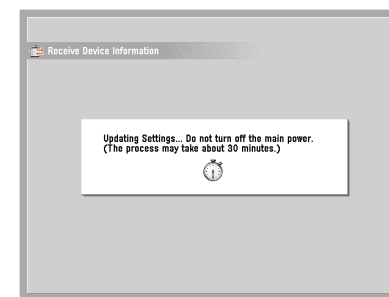 Receive Device Information
Updating Settings... Do not turn off the main power.
(The process may take about 30 minutes.)